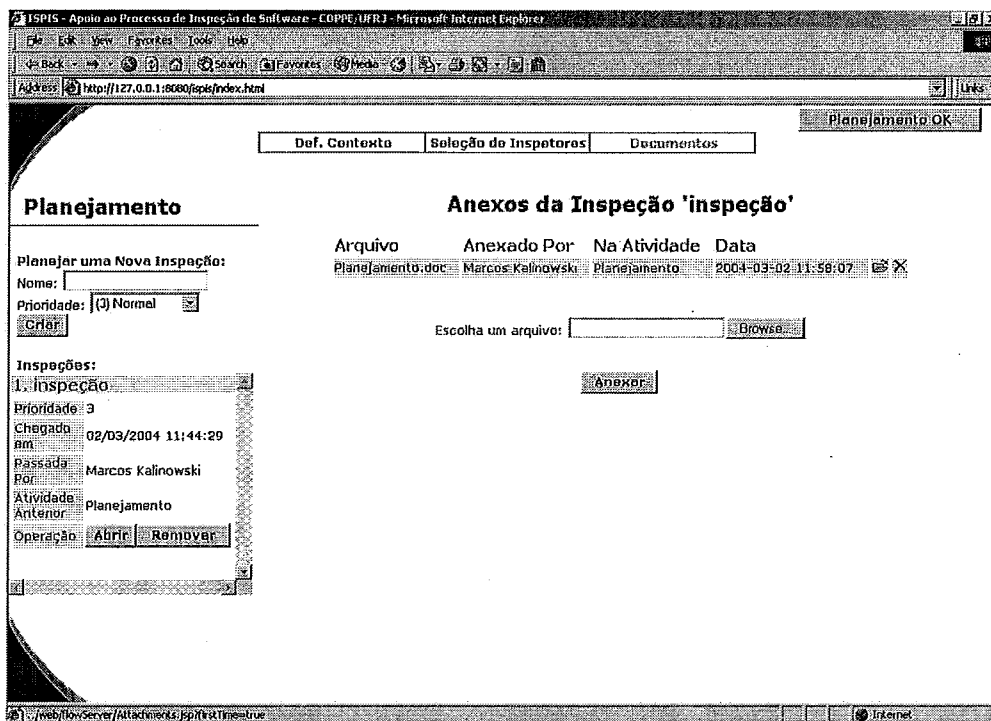 ISPIS - Apoio ao Processo de Inspeção de Software - COPPE/UFRJ - Microsoft Internet Explorer
File Edit View Favorites Tools Help
Back Search Favorites Media
Address http://127.0.0.1:8080/ispis/index.html Links
Planejamento OK
Def. Contexto Seleção de Inspetores Documentos
Planejamento
Planejar uma Nova Inspeção:
Nome:
Prioridade: (3) Normal
Criar
Inspeções:
1. inspeção
Prioridade 3
Chegada em 02/03/2004 11:44:29
Passada Por Marcos Kalinowski
Atividade Anterior Planejamento
Operação Abrir Remover
Anexos da Inspeção 'inspeção'
Arquivo Anexado Por Na Atividade Data
Planejamento.doc Marcos Kalinowski Planejamento 2004-03-02 11:58:07
Escolha um arquivo: Browse...
Anexar
../web/flowServer/Attachments.jsp?firstTime=true Internet